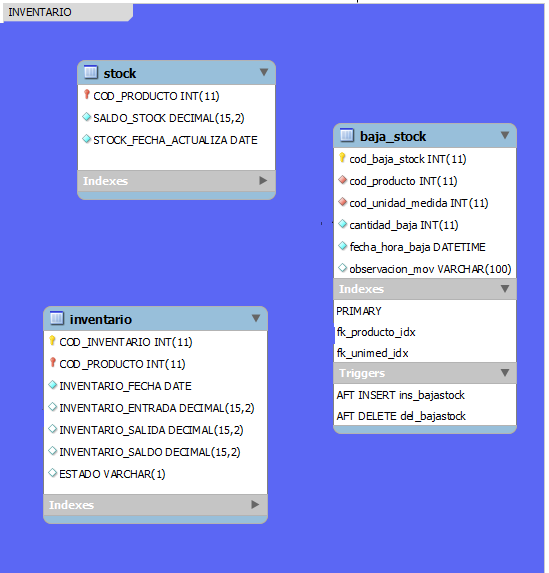 INVENTARIO
stock
COD_PRODUCTO INT(11)
SALDO_STOCK DECIMAL(15,2)
STOCK_FECHA_ACTUALIZA DATE
Indexes
baja_stock
cod_baja_stock INT(11)
cod_producto INT(11)
cod_unidad_medida INT(11)
cantidad_baja INT(11)
fecha_hora_baja DATETIME
observacion_mov VARCHAR(100)
Indexes
PRIMARY
fk_producto_idx
fk_unimed_idx
Triggers
AFT INSERT ins_bajastock
AFT DELETE del_bajastock
inventario
COD_INVENTARIO INT(11)
COD_PRODUCTO INT(11)
INVENTARIO_FECHA DATE
INVENTARIO_ENTRADA DECIMAL(15,2)
INVENTARIO_SALIDA DECIMAL(15,2)
INVENTARIO_SALDO DECIMAL(15,2)
ESTADO VARCHAR(1)
Indexes